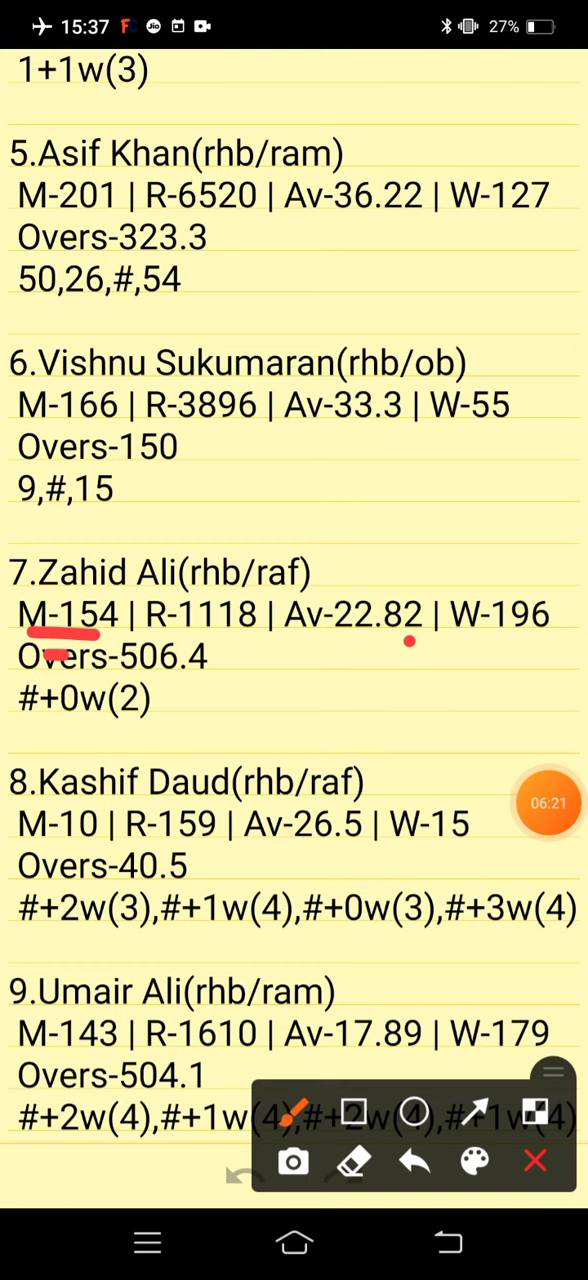 15:37
27%
1+1w(3)
5.Asif Khan(rhb/ram)
M-201 | R-6520 | Av-36.22 | W-127
Overs-323.3
50,26,#,54
6.Vishnu Sukumaran(rhb/ob)
M-166 | R-3896 | Av-33.3 | W-55
Overs-150
9,#,15
7.Zahid Ali(rhb/raf)
M-154 | R-1118 | Av-22.82 | W-196
Overs-506.4
#+0w(2)
8.Kashif Daud(rhb/raf)
06:21
M-10 | R-159 | Av-26.5 | W-15
Overs-40.5
#+2w(3),#+1w(4),#+0w(3),#+3w(4)
9.Umair Ali(rhb/ram)
M-143 | R-1610 | Av-17.89 | W-179
Overs-504.1
#+2w(4),#+1w(4),#+2w(4),#+1w(4)